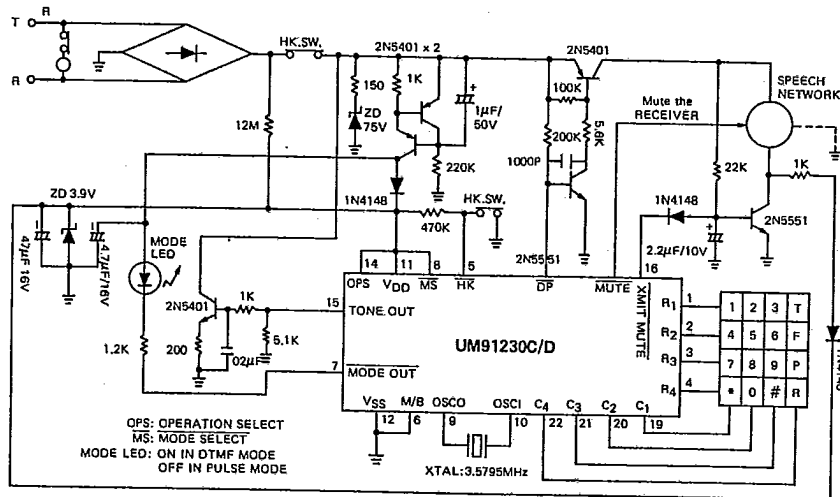 T
R
HK.SW.
2N5401 x 2
2N5401
R
150
1K
1µF/
50V
ZD
75V
12M
220K
100K
200K
5.6K
1000P
Mute the
RECEIVER
SPEECH
NETWORK
22K
1K
1N4148
2N5551
2.2µF/10V
ZD 3.9V
47µF 16V
4.7µF/16V
1N4148
470K
HK.SW.
MODE
LED
2N5401
1K
5.1K
200
.02µF
1.2K
2N5551
14
11
8
5
16
OPS
VDD
MS
HK
DP
MUTE
XMIT MUTE
15
TONE.OUT
7
MODE OUT
UM91230C/D
R1
1
R2
2
R3
3
R4
4
1 2 3 T
4 5 6 F
7 8 9 P
* 0 # R
VSS
M/B
OSCO
OSCI
C4
C3
C2
C1
12
6
9
10
22
21
20
19
XTAL: 3.5795MHz
OPS: OPERATION SELECT
MS: MODE SELECT
MODE LED: ON IN DTMF MODE
OFF IN PULSE MODE